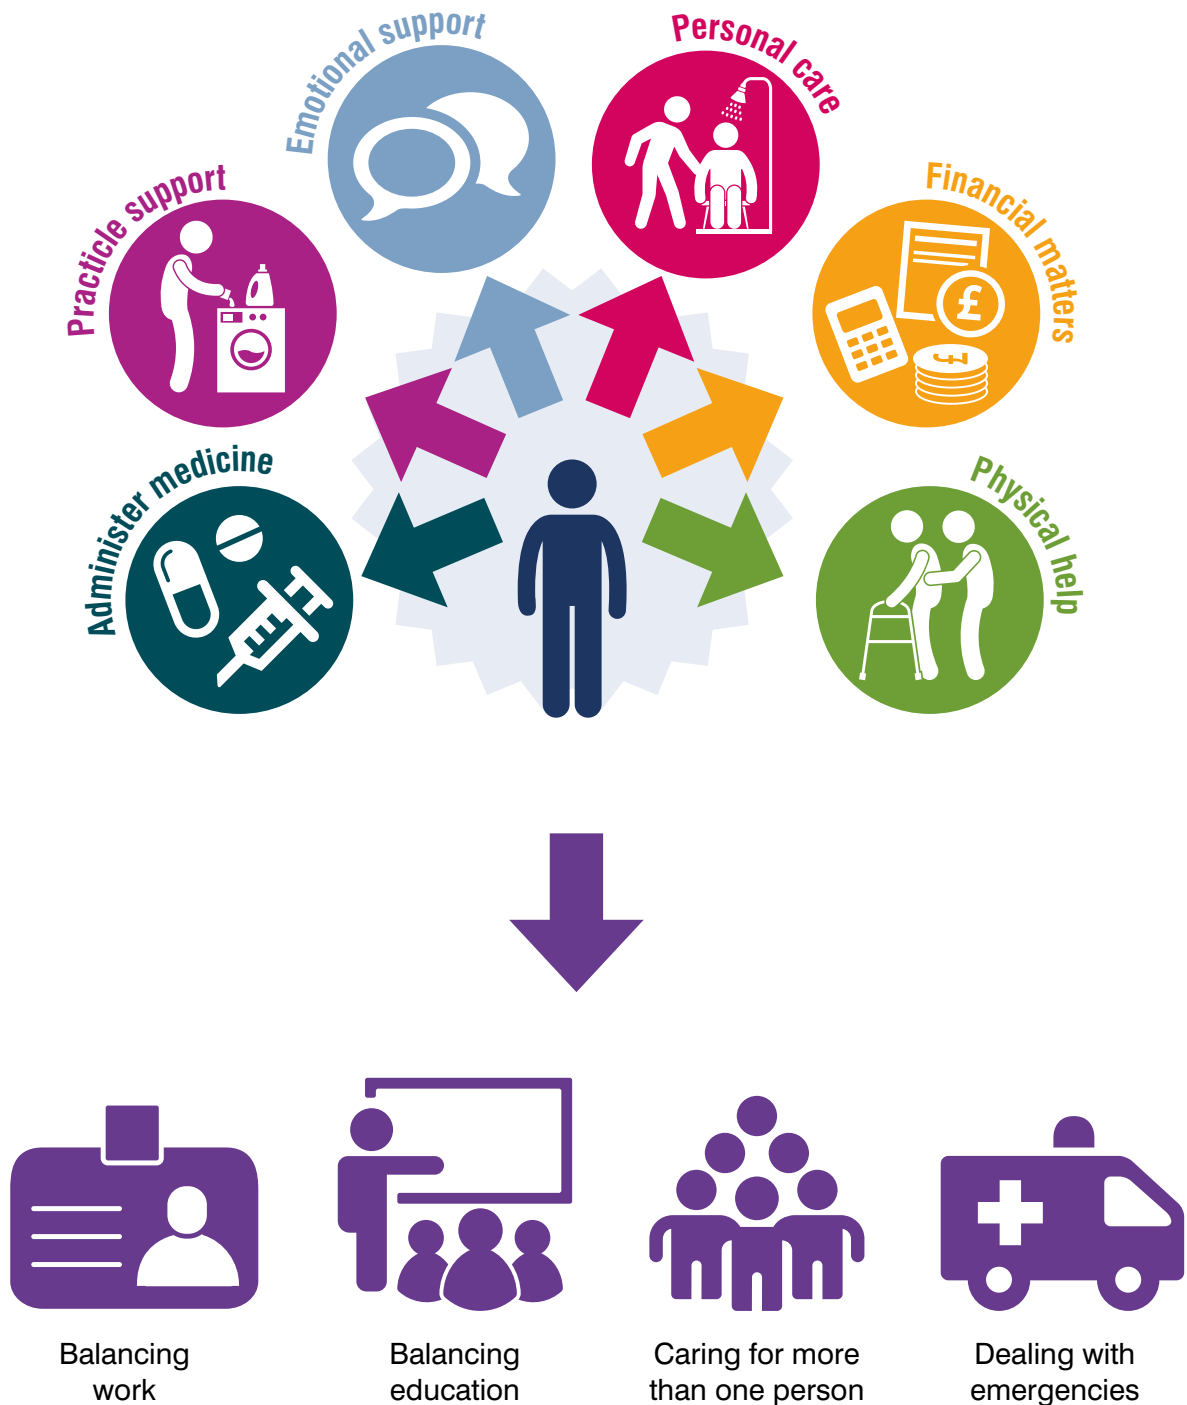 Emotional support
Personal care
Practicle support
Financial matters
£
Administer medicine
Physical help
Balancing
work
Balancing
education
Caring for more
than one person
Dealing with
emergencies